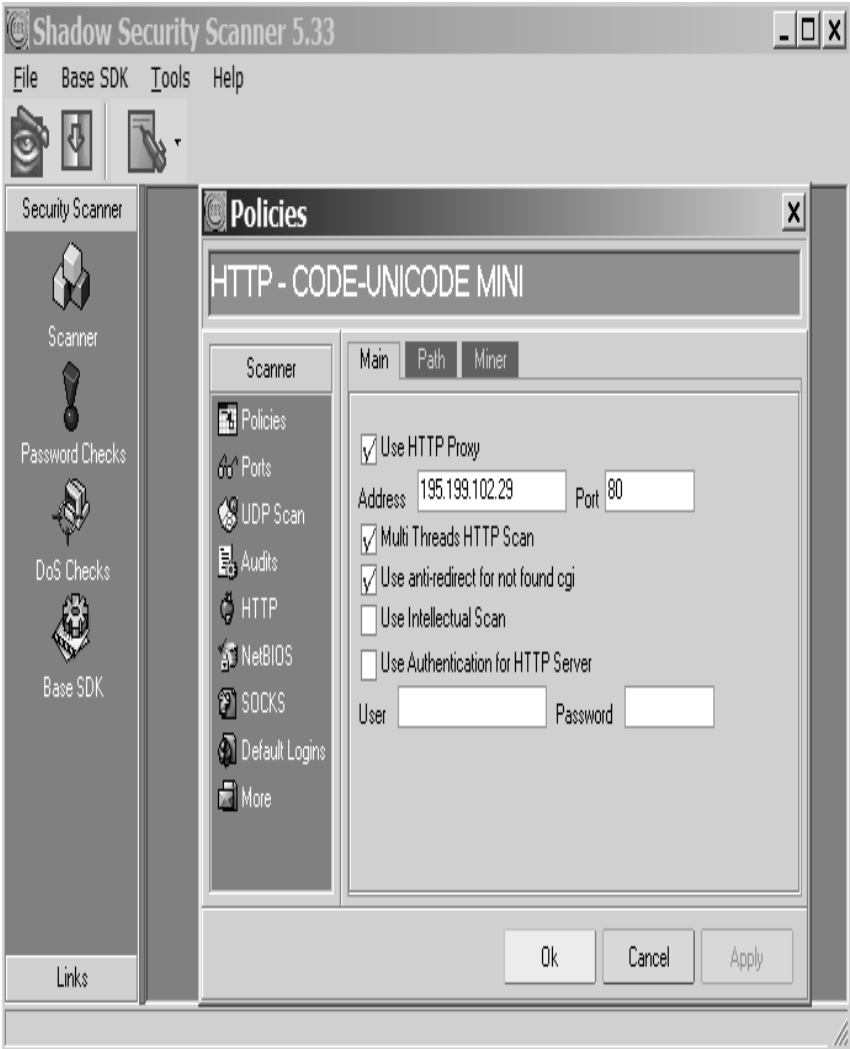 Shadow Security Scanner 5.33
File Base SDK Tools Help
Security Scanner
Scanner
Password Checks
DoS Checks
Base SDK
Links
Policies
HTTP - CODE-UNICODE MINI
Scanner
Policies
Ports
UDP Scan
Audits
HTTP
NetBIOS
SOCKS
Default Logins
More
Main Path Miner
Use HTTP Proxy
Address 195.199.102.29 Port 80
Multi Threads HTTP Scan
Use anti-redirect for not found cgi
Use Intellectual Scan
Use Authentication for HTTP Server
User Password
Ok Cancel Apply